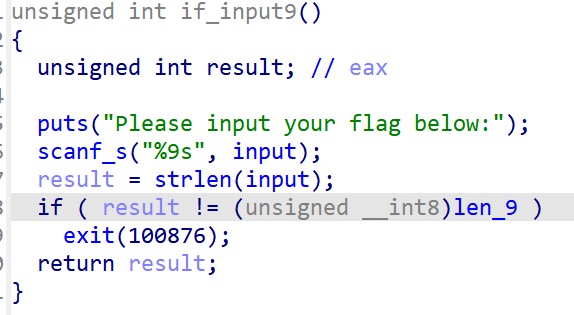 unsigned int if_input9()
{
  unsigned int result; // eax

  puts("Please input your flag below:");
  scanf_s("%9s", input);
  result = strlen(input);
  if ( result != (unsigned __int8)len_9 )
    exit(100876);
  return result;
}